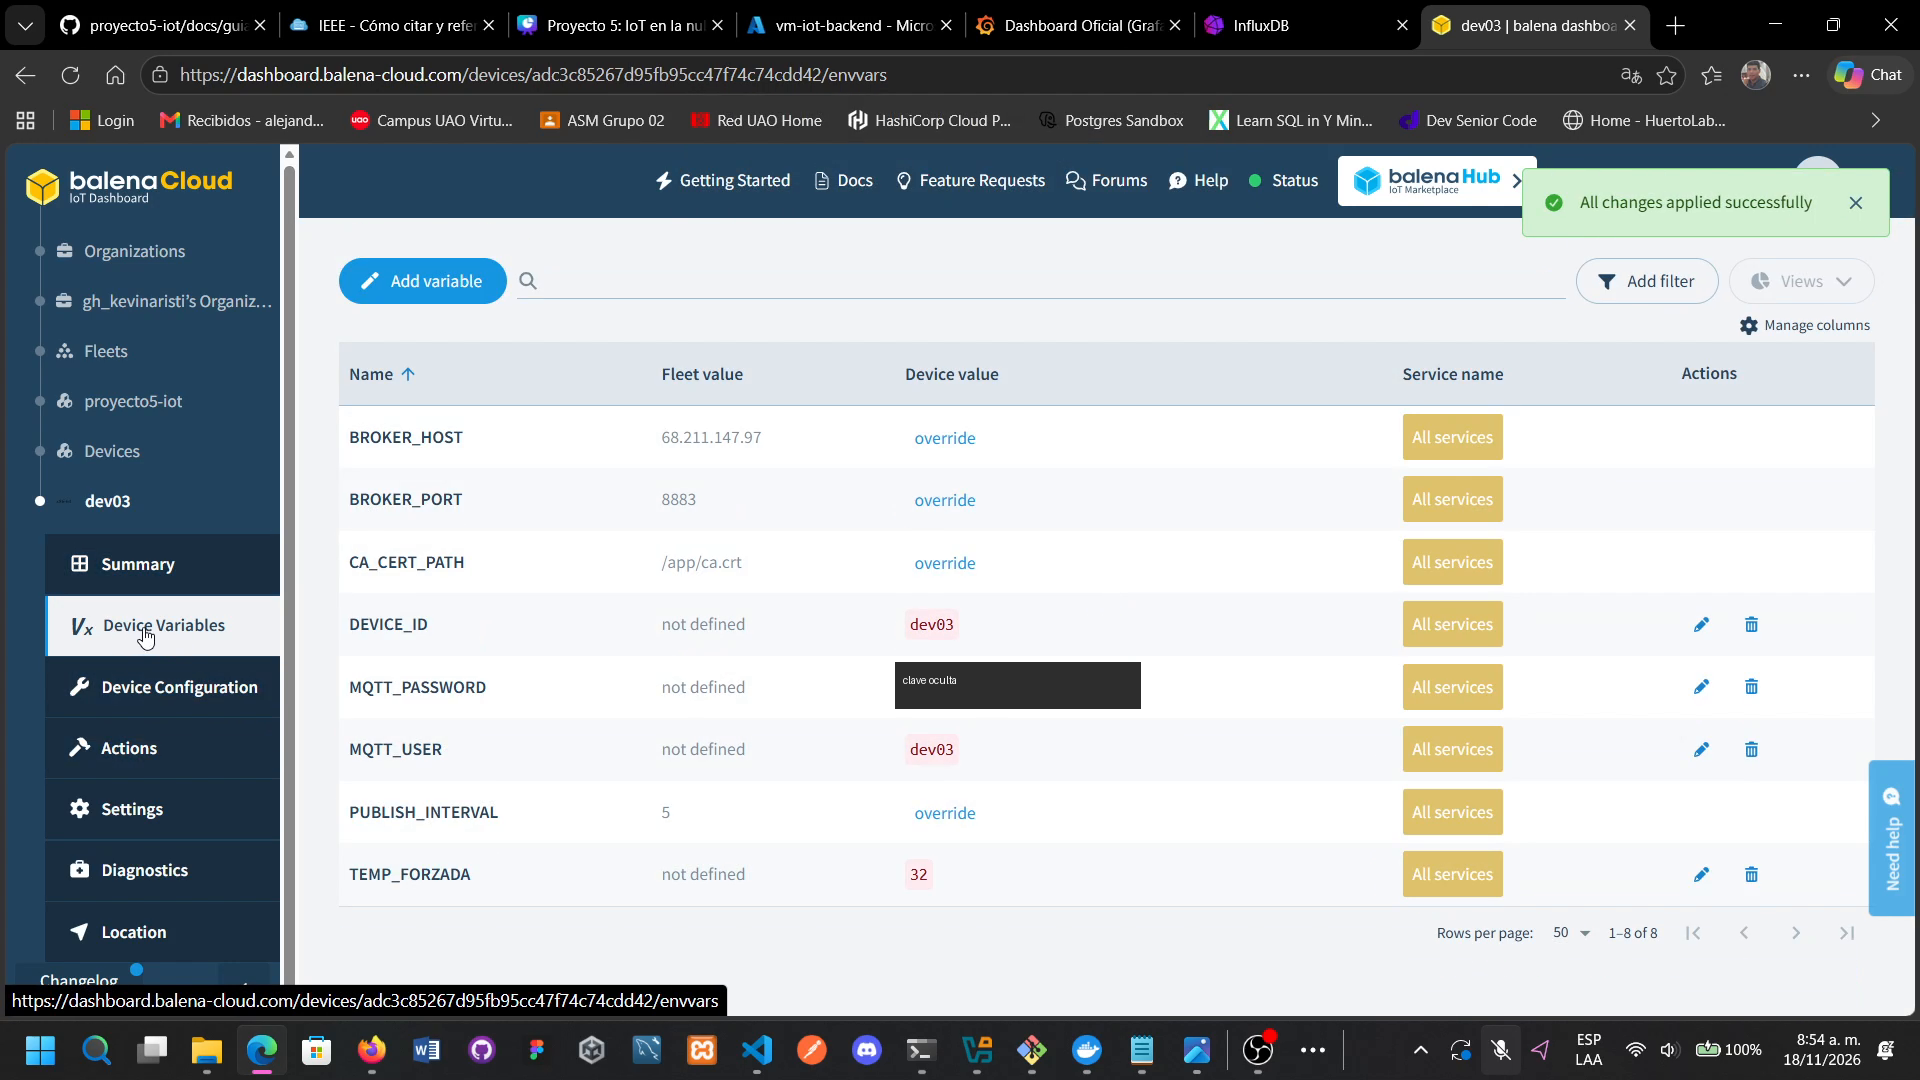 proyecto5-iot/docs/guia
IEEE - Cómo citar y refer
Proyecto 5: IoT en la nu
vm-iot-backend - Micro
Dashboard Oficial (Grafa
InfluxDB
dev03 | balena dashboa
https://dashboard.balena-cloud.com/devices/adc3c85267d95fb95cc47f74c74cdd42/envvars
Chat
Login
Recibidos - alejand...
Campus UAO Virtu...
ASM Grupo 02
Red UAO Home
HashiCorp Cloud P...
Postgres Sandbox
Learn SQL in Y Min...
Dev Senior Code
Home - HuertoLab...
balenaCloud
IoT Dashboard
Getting Started
Docs
Feature Requests
Forums
Help
Status
balenaHub
IoT Marketplace
All changes applied successfully
Organizations
gh_kevinaristi's Organiz...
Fleets
proyecto5-iot
Devices
dev03
Summary
Device Variables
Device Configuration
Actions
Settings
Diagnostics
Location
Changelog
Add variable
Add filter
Views
Manage columns
Name Fleet value Device value Service name Actions
BROKER_HOST 68.211.147.97 override All services
BROKER_PORT 8883 override All services
CA_CERT_PATH /app/ca.crt override All services
DEVICE_ID not defined dev03 All services
MQTT_PASSWORD not defined clave oculta All services
MQTT_USER not defined dev03 All services
PUBLISH_INTERVAL 5 override All services
TEMP_FORZADA not defined 32 All services
Rows per page: 50 1–8 of 8
Need help
https://dashboard.balena-cloud.com/devices/adc3c85267d95fb95cc47f74c74cdd42/envvars
ESP
LAA
100%
8:54 a. m.
18/11/2026